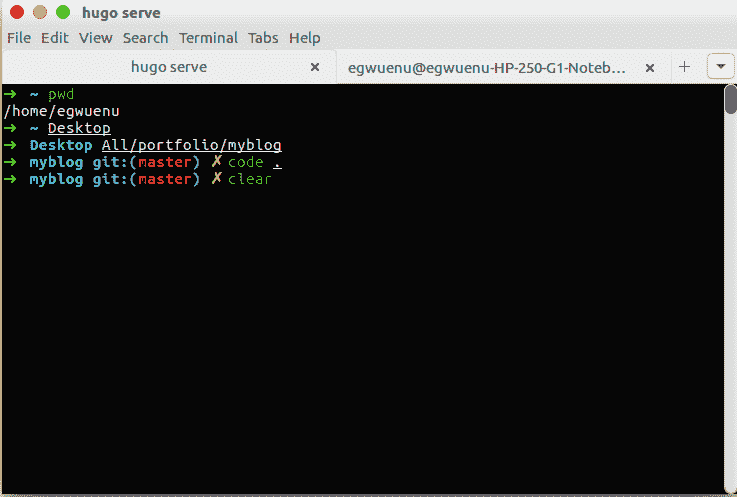 hugo serve
File Edit View Search Terminal Tabs Help
hugo serve × egwuenu@egwuenu-HP-250-G1-Noteb... × +
➜ ~ pwd
/home/egwuenu
➜ ~ Desktop
➜ Desktop All/portfolio/myblog
➜ myblog git:(master) ✗ code .
➜ myblog git:(master) ✗ clear